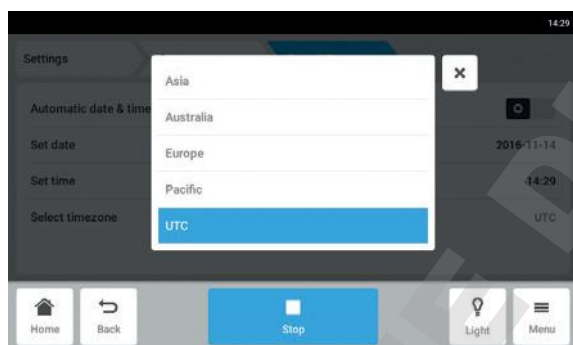 14:29
Settings
Asia
Automatic date & time
Australia
Set date
2016-11-14
Europe
Set time
14:29
Pacific
Select timezone
UTC
UTC
Home
Back
Stop
Light
Menu